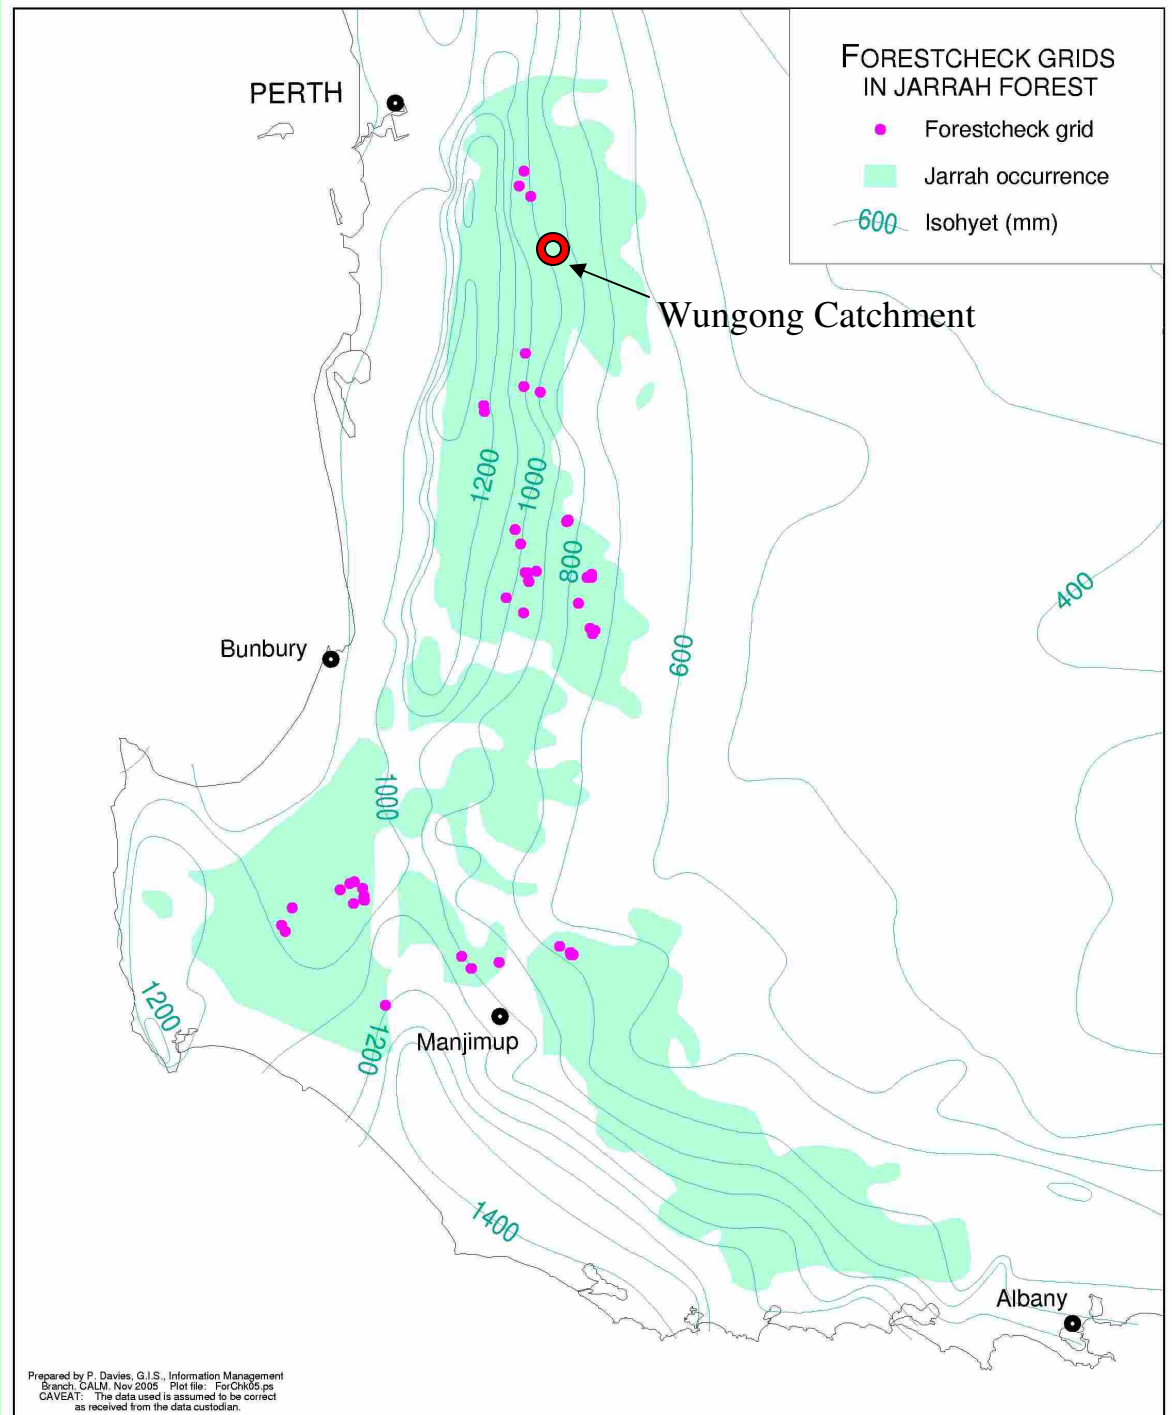 PERTH
FORESTCHECK GRIDS
IN JARRAH FOREST
Forestcheck grid
Jarrah occurrence
600 Isohyet (mm)
Wungong Catchment
1200
1000
800
400
600
Bunbury
1000
1200
1200
Manjimup
1400
Albany
Prepared by P. Davies, G.I.S., Information Management
Branch. CALM. Nov 2005 Plot file: ForChk05.ps
CAVEAT: The data used is assumed to be correct
as received from the data custodian.